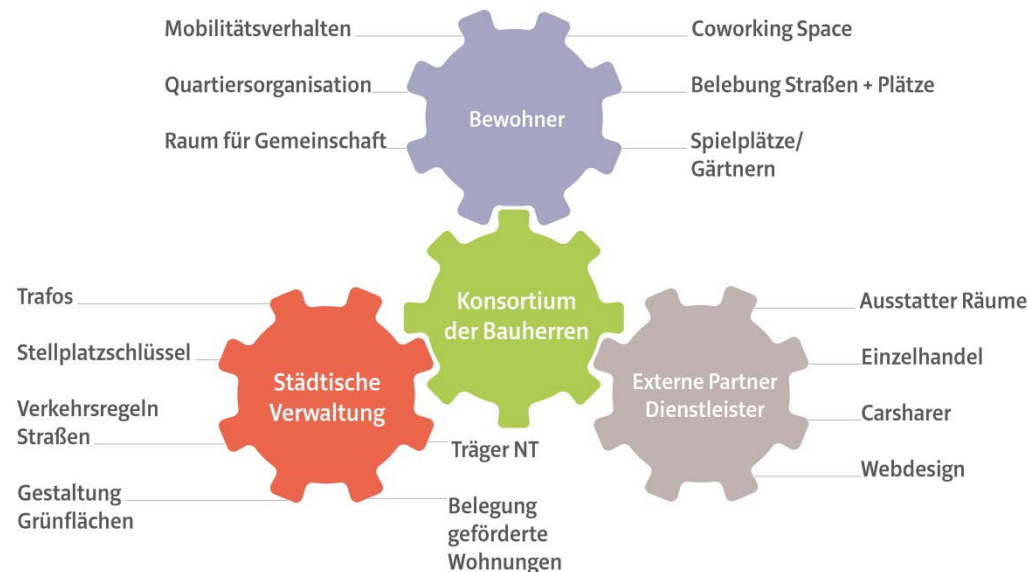 Mobilitätsverhalten
Quartiersorganisation
Raum für Gemeinschaft
Bewohner
Coworking Space
Belebung Straßen + Plätze
Spielplätze/
Gärtnern
Konsortium
der Bauherren
Trafos
Stellplatzschlüssel
Verkehrsregeln
Straßen
Gestaltung
Grünflächen
Städtische
Verwaltung
Träger NT
Belegung
geförderte
Wohnungen
Externe Partner
Dienstleister
Ausstatter Räume
Einzelhandel
Carsharer
Webdesign